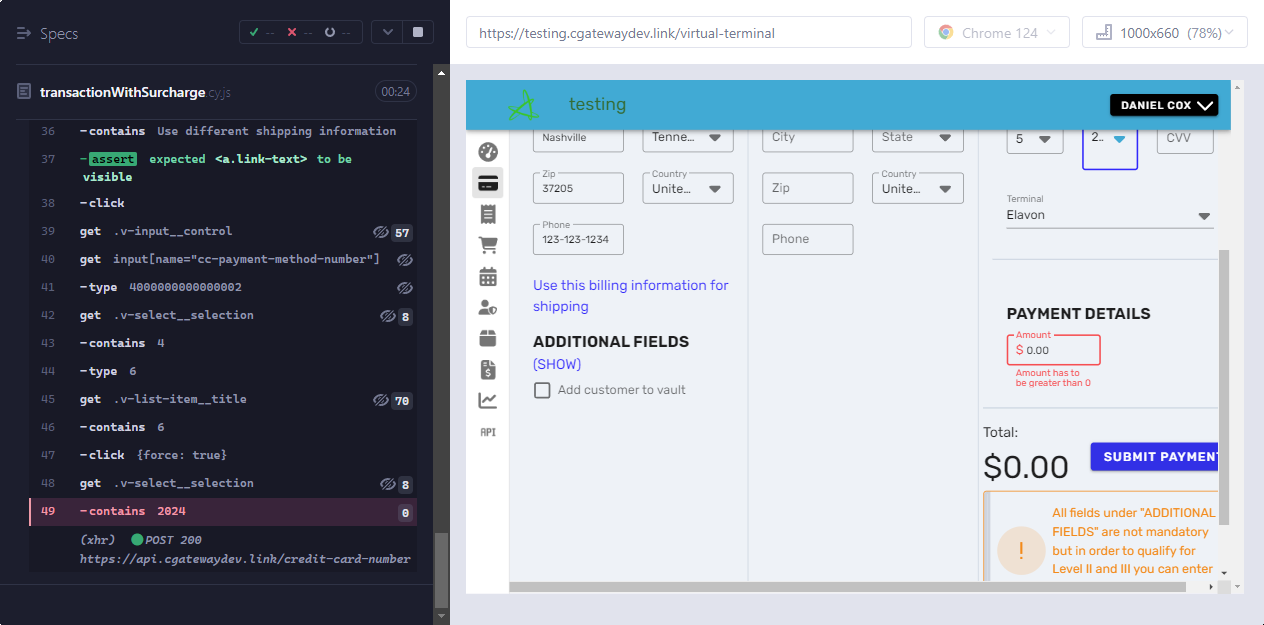 Specs
-- -- --
transactionWithSurcharge.cy.js 00:24
36 -contains Use different shipping information
37 -assert expected <a.link-text> to be
visible
38 -click
39 get .v-input__control 57
40 get input[name="cc-payment-method-number"]
41 -type 4000000000000002
42 get .v-select__selection 8
43 -contains 4
44 -type 6
45 get .v-list-item__title 70
46 -contains 6
47 -click {force: true}
48 get .v-select__selection 8
49 -contains 2024 0
(xhr) POST 200
https://api.cgatewaydev.link/credit-card-number
https://testing.cgatewaydev.link/virtual-terminal
Chrome 124
1000x660 (78%)
testing
DANIEL COX
API
Nashville
Tenne...
Zip
37205
Country
Unite...
Phone
123-123-1234
Use this billing information for
shipping
ADDITIONAL FIELDS
(SHOW)
Add customer to vault
City
State
Zip
Country
Unite...
Phone
5
2..
CVV
Terminal
Elavon
PAYMENT DETAILS
Amount
$ 0.00
Amount has to
be greater than 0
Total:
$0.00
SUBMIT PAYMENT
!
All fields under "ADDITIONAL
FIELDS" are not mandatory
but in order to qualify for
Level II and III you can enter